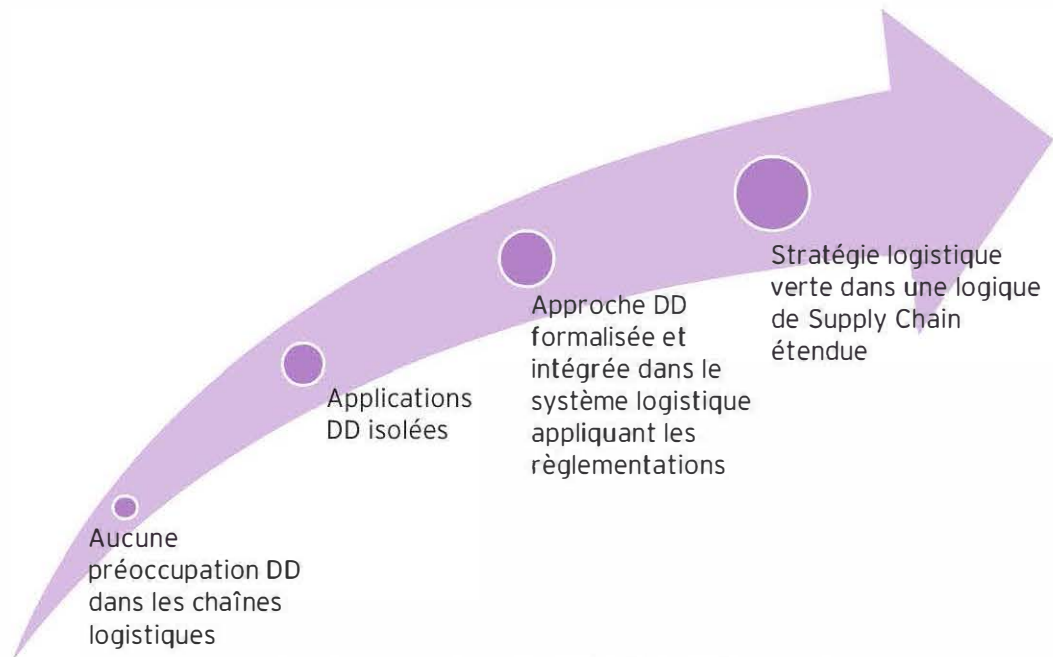 Aucune
préoccupation DD
dans les chaînes
logistiques
Applications
DD isolées
Approche DD
formalisée et
intégrée dans le
système logistique
appliquant les
règlementations
Stratégie logistique
verte dans une logique
de Supply Chain
étendue